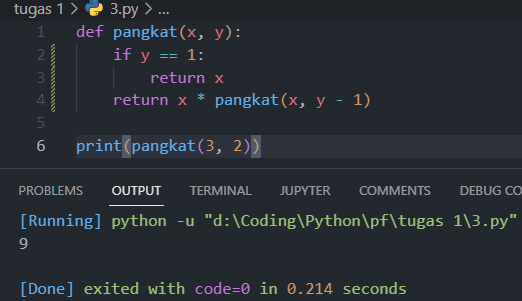 tugas 1 > 3.py > ...
1 def pangkat(x, y):
2     if y == 1:
3         return x
4     return x * pangkat(x, y - 1)
5
6 print(pangkat(3, 2))
PROBLEMS OUTPUT TERMINAL JUPYTER COMMENTS DEBUG CO
[Running] python -u "d:\Coding\Python\pf\tugas 1\3.py"
9
[Done] exited with code=0 in 0.214 seconds